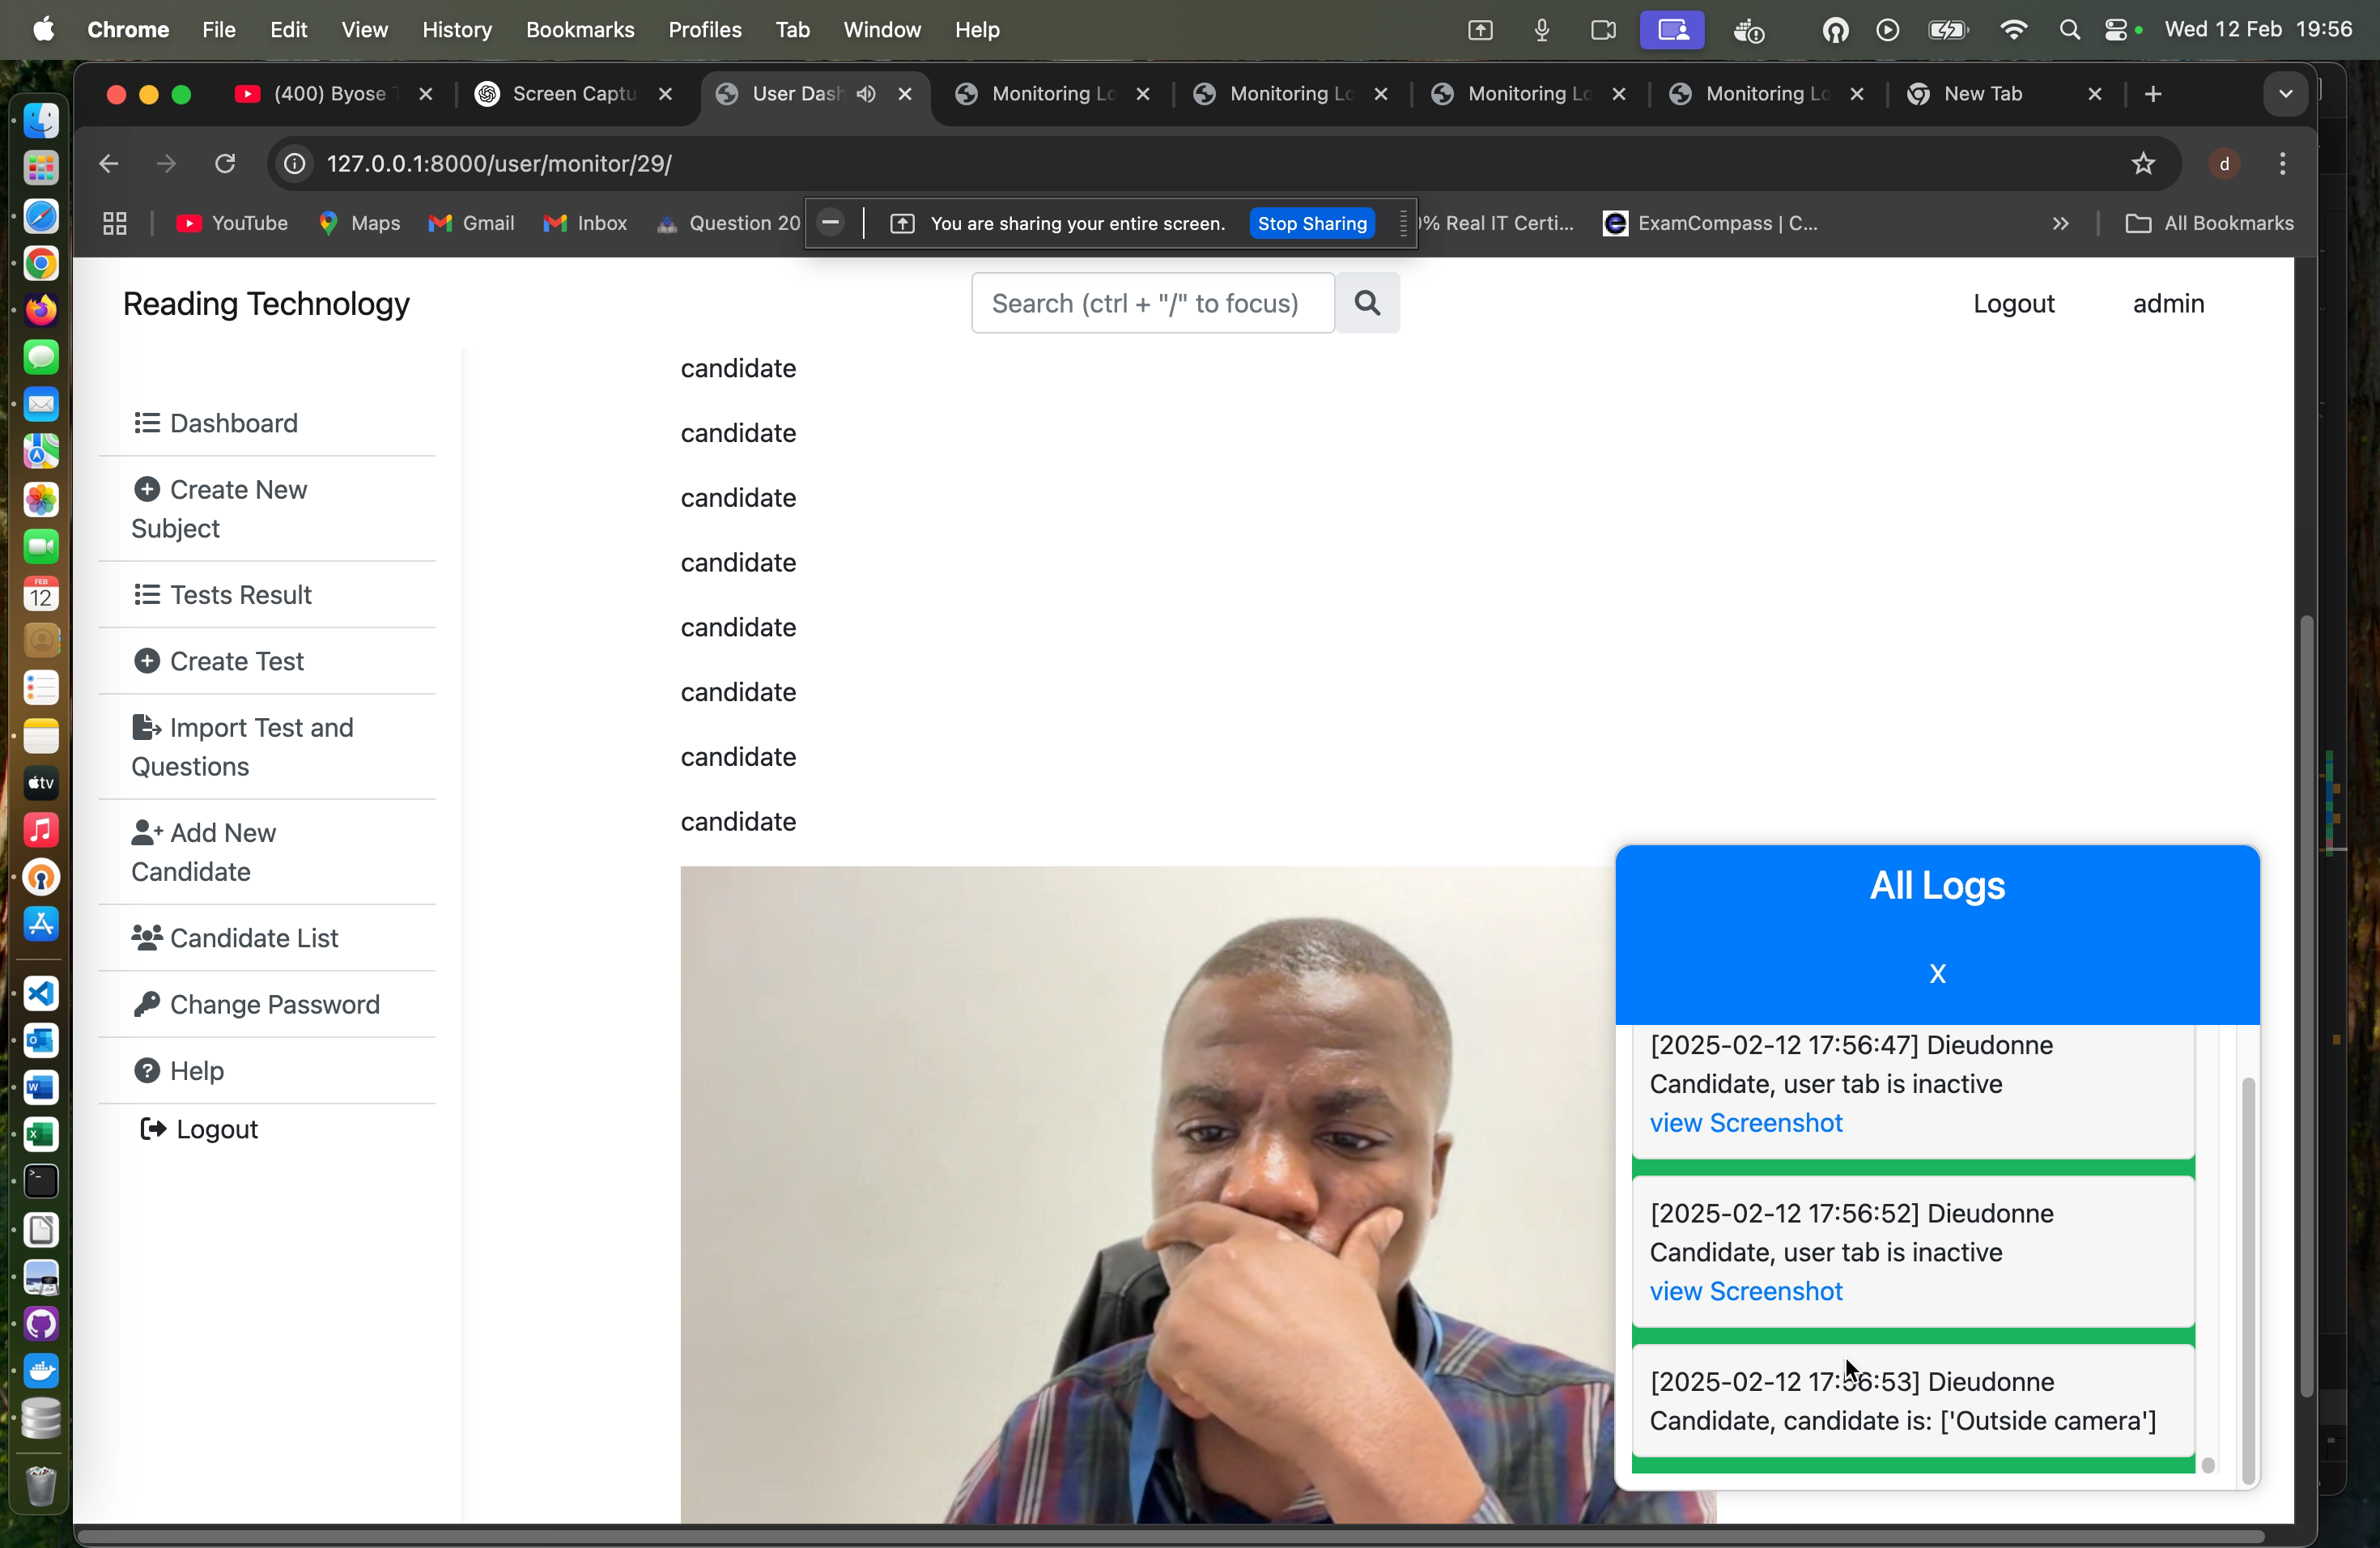 Chrome File Edit View History Bookmarks Profiles Tab Window Help Wed 12 Feb 19:56
(400) Byose Screen Captu User Dash Monitoring Lo Monitoring Lo Monitoring Lo Monitoring Lo New Tab
127.0.0.1:8000/user/monitor/29/ d
YouTube Maps Gmail Inbox Question 20 You are sharing your entire screen. Stop Sharing % Real IT Certi... ExamCompass | C... All Bookmarks
Reading Technology Search (ctrl + "/" to focus) Logout admin
Dashboard
Create New
Subject
Tests Result
Create Test
Import Test and
Questions
Add New
Candidate
Candidate List
Change Password
Help
Logout
candidate
candidate
candidate
candidate
candidate
candidate
candidate
candidate
All Logs
X
[2025-02-12 17:56:47] Dieudonne
Candidate, user tab is inactive
view Screenshot
[2025-02-12 17:56:52] Dieudonne
Candidate, user tab is inactive
view Screenshot
[2025-02-12 17:56:53] Dieudonne
Candidate, candidate is: ['Outside camera']
FEB
12
tv